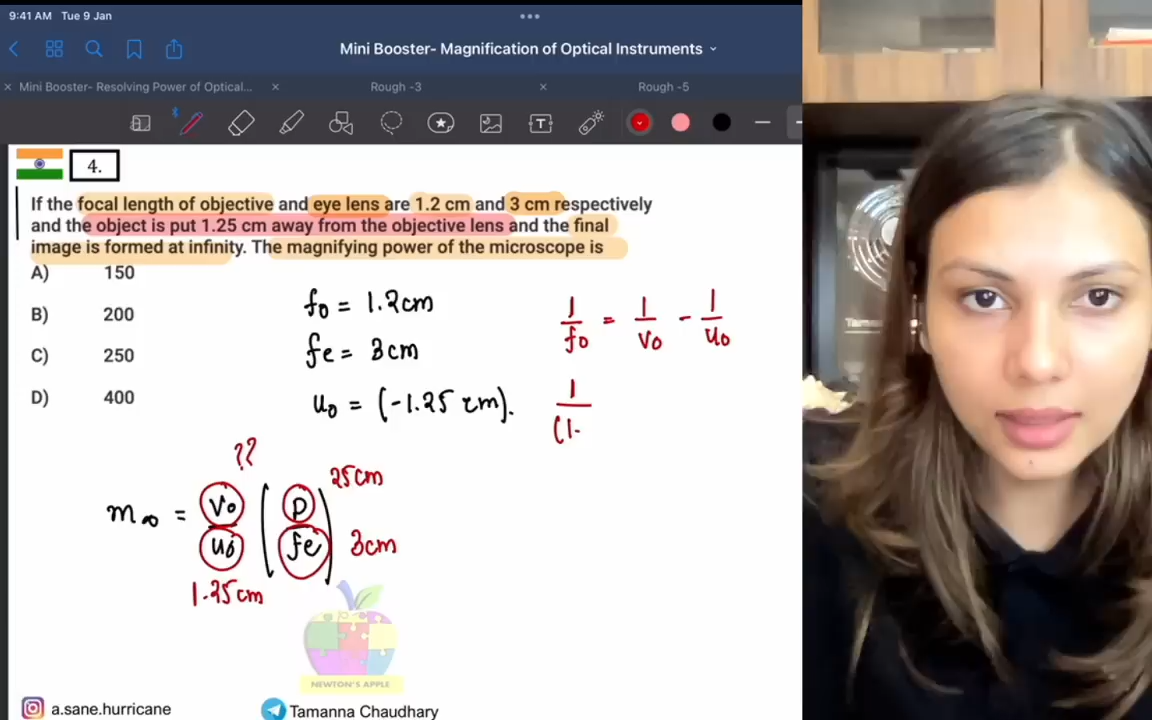 9:41 AM Tue 9 Jan
Mini Booster- Magnification of Optical Instruments
Mini Booster- Resolving Power of Optical...
Rough -3
Rough -5
4.
If the focal length of objective and eye lens are 1.2 cm and 3 cm respectively
and the object is put 1.25 cm away from the objective lens and the final
image is formed at infinity. The magnifying power of the microscope is
A) 150
B) 200
C) 250
D) 400
fo = 1.2cm
fe = 3cm
uo = (-1.25 cm).
1/fo = 1/vo - 1/uo
1/(1.
??
m∞ = vo/uo (D/fe)
25cm
3cm
1.25cm
NEWTON'S APPLE
a.sane.hurricane
Tamanna Chaudhary